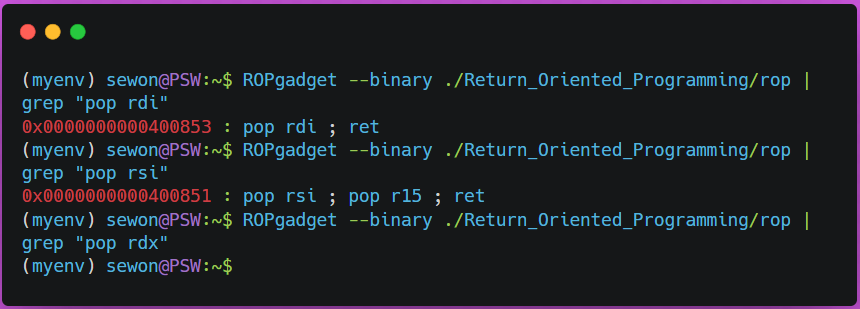 (myenv) sewon@PSW:~$ ROPgadget --binary ./Return_Oriented_Programming/rop |
grep "pop rdi"
0x0000000000400853 : pop rdi ; ret
(myenv) sewon@PSW:~$ ROPgadget --binary ./Return_Oriented_Programming/rop |
grep "pop rsi"
0x0000000000400851 : pop rsi ; pop r15 ; ret
(myenv) sewon@PSW:~$ ROPgadget --binary ./Return_Oriented_Programming/rop |
grep "pop rdx"
(myenv) sewon@PSW:~$